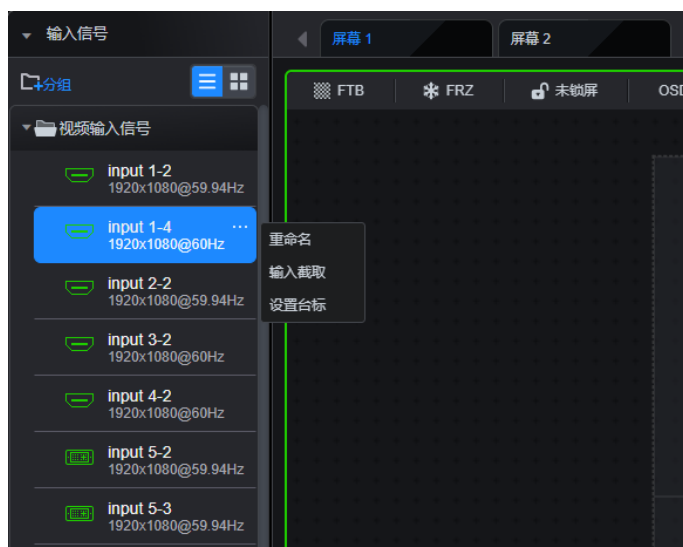 输入信号
屏幕 1
屏幕 2
分组
FTB
FRZ
未锁屏
OSD
视频输入信号
input 1-2
1920x1080@59.94Hz
input 1-4
1920x1080@60Hz
重命名
输入截取
设置台标
input 2-2
1920x1080@59.94Hz
input 3-2
1920x1080@60Hz
input 4-2
1920x1080@60Hz
input 5-2
1920x1080@59.94Hz
input 5-3
1920x1080@59.94Hz